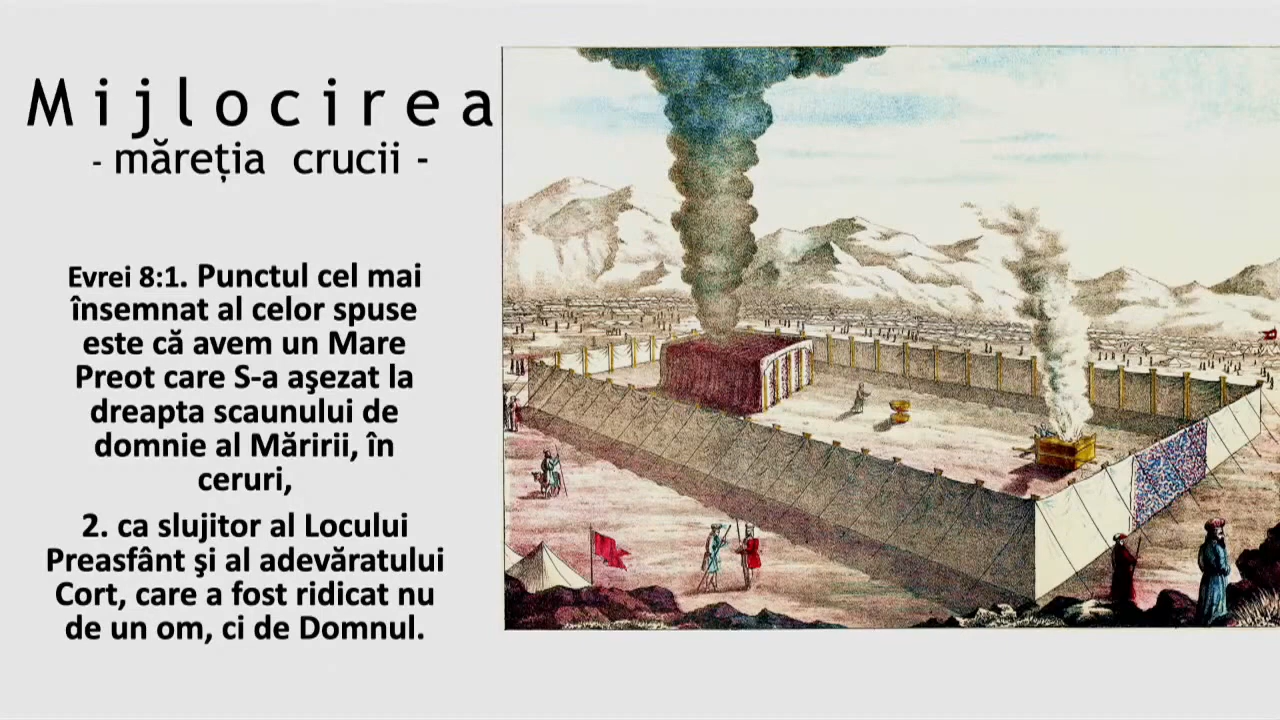 Mijlocirea
- măreția crucii -
Evrei 8:1. Punctul cel mai
însemnat al celor spuse
este că avem un Mare
Preot care S-a aşezat la
dreapta scaunului de
domnie al Măririi, în
ceruri,
2. ca slujitor al Locului
Preasfânt şi al adevăratului
Cort, care a fost ridicat nu
de un om, ci de Domnul.